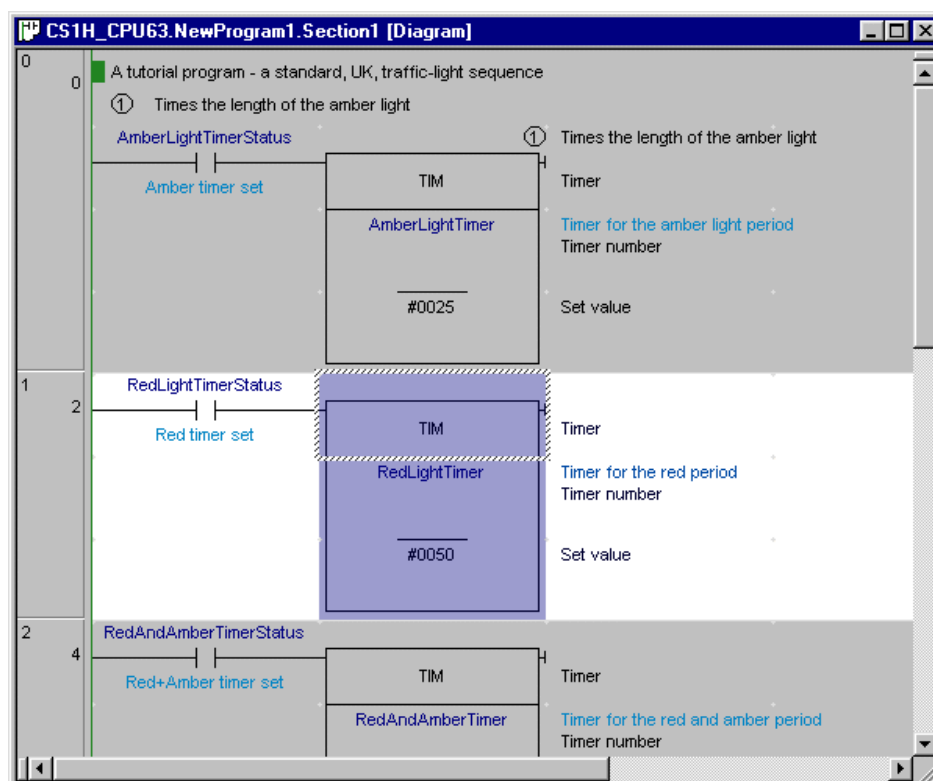 CS1H_CPU63.NewProgram1.Section1 [Diagram]
0
0
A tutorial program - a standard, UK, traffic-light sequence
1 Times the length of the amber light
AmberLightTimerStatus
1 Times the length of the amber light
Amber timer set
TIM
Timer
AmberLightTimer
Timer for the amber light period
Timer number
#0025
Set value
1
2
RedLightTimerStatus
Red timer set
TIM
Timer
RedLightTimer
Timer for the red period
Timer number
#0050
Set value
2
4
RedAndAmberTimerStatus
Red+Amber timer set
TIM
Timer
RedAndAmberTimer
Timer for the red and amber period
Timer number